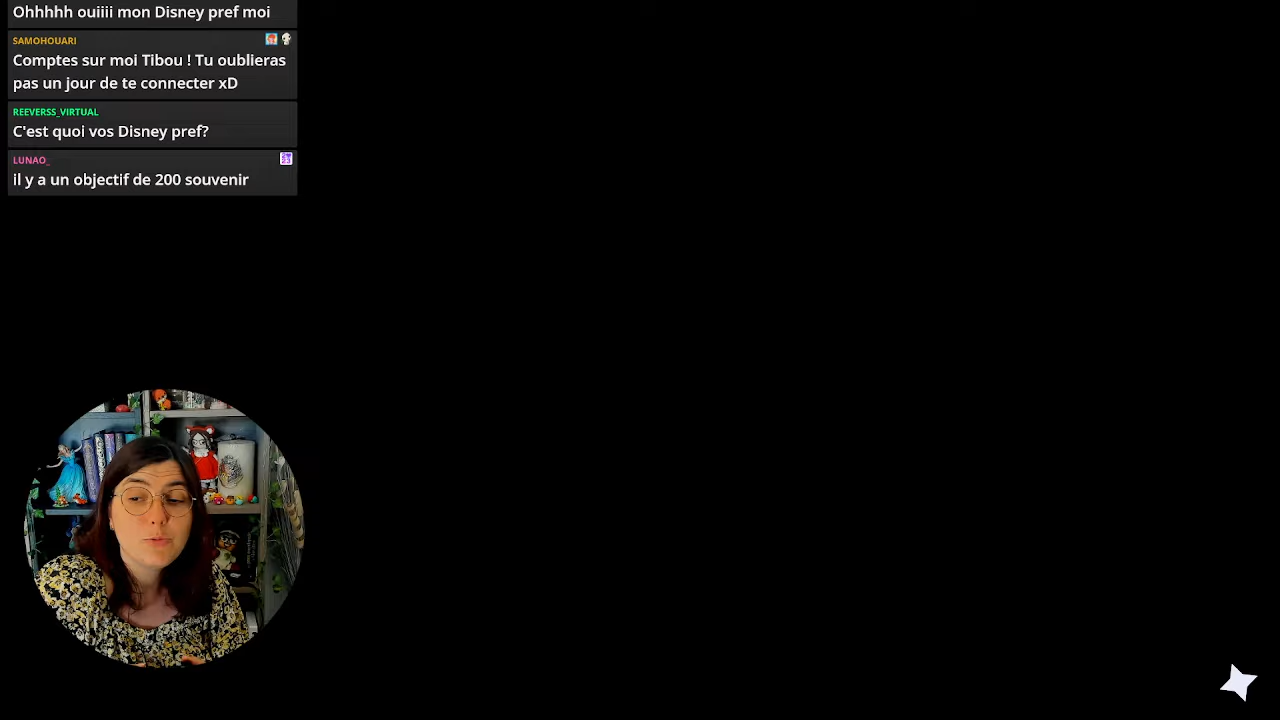 Ohhhhh ouiiii mon Disney pref moi
SAMOHOUARI
Comptes sur moi Tibou ! Tu oublieras
pas un jour de te connecter xD
REEVERSS_VIRTUAL
C'est quoi vos Disney pref?
LUNAO_
il y a un objectif de 200 souvenir